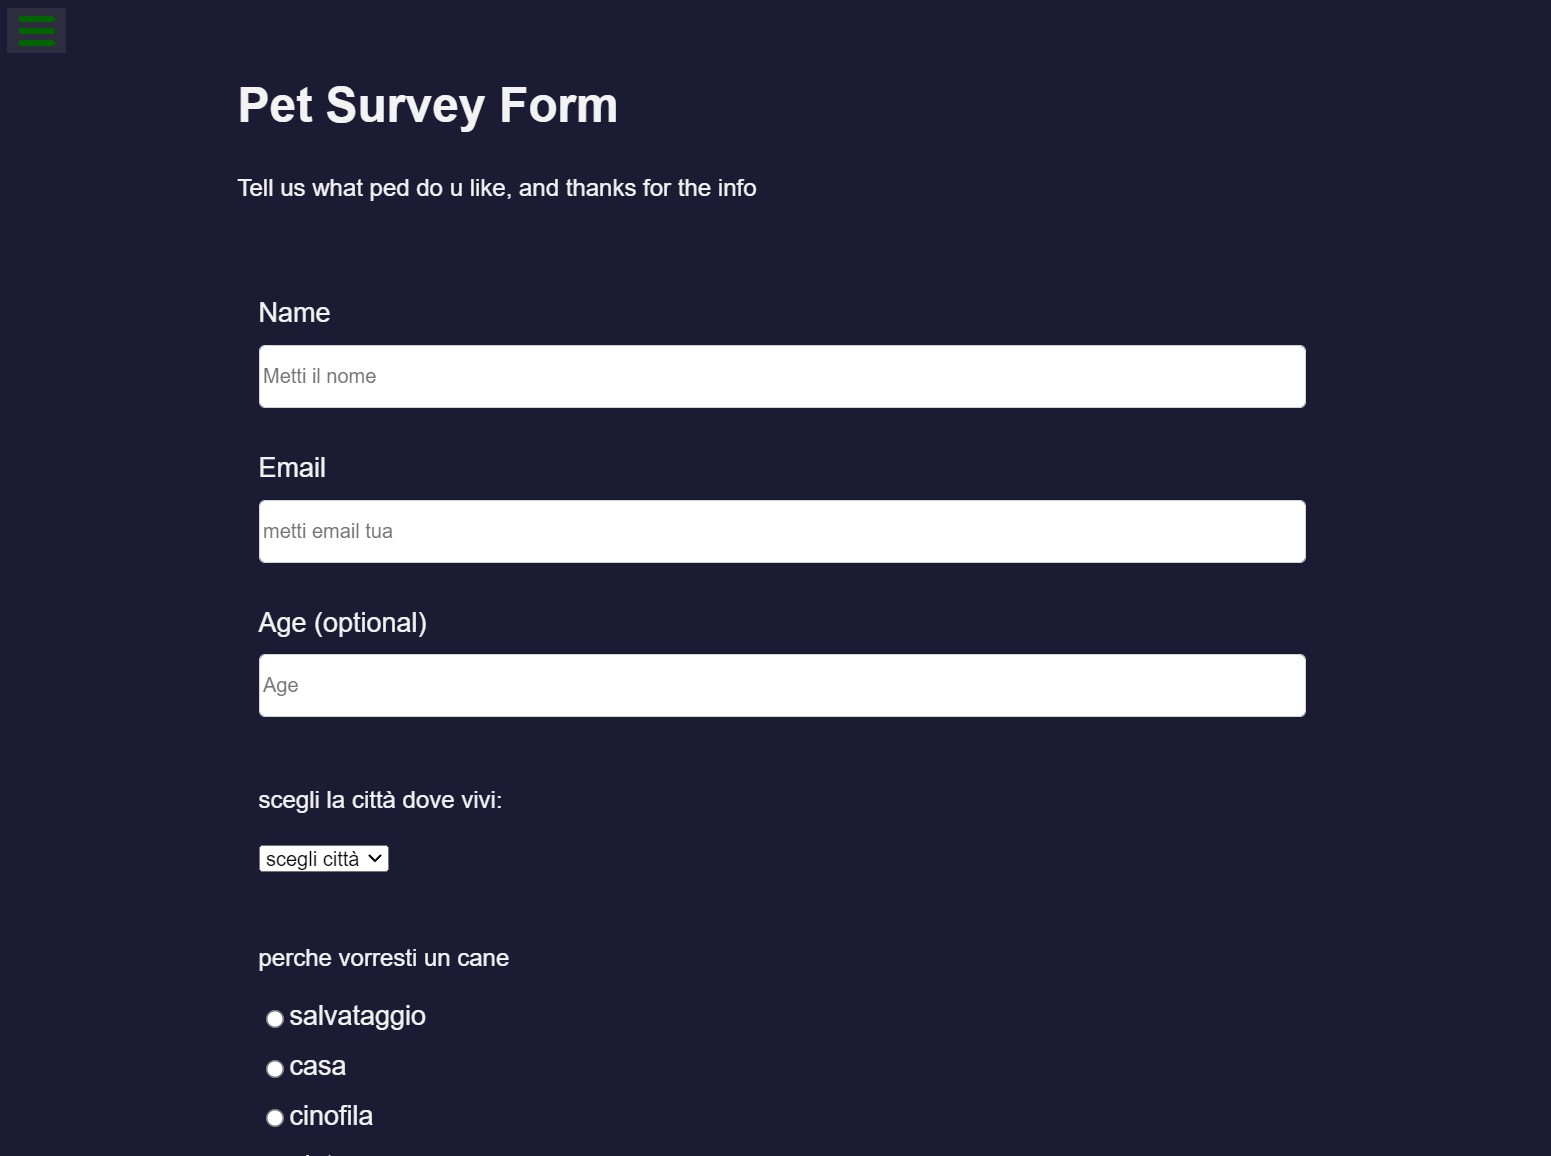 Pet Survey Form
Tell us what ped do u like, and thanks for the info
Name
Metti il nome
Email
metti email tua
Age (optional)
Age
scegli la città dove vivi:
scegli città
perche vorresti un cane
salvataggio
casa
cinofila